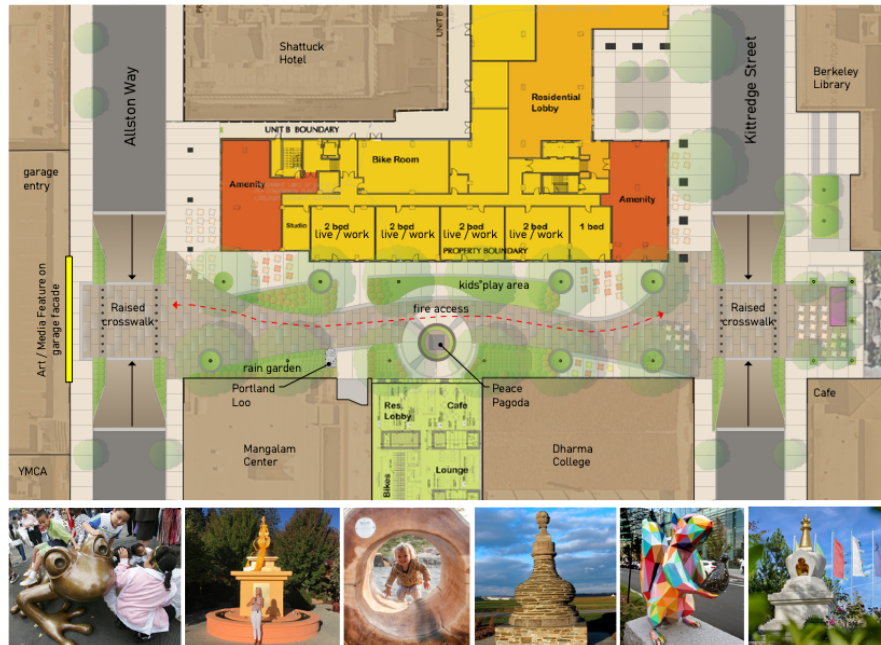 Shattuck
Hotel
Allston Way
Kittredge Street
Berkeley
Library
Residential
Lobby
UNIT B BOUNDARY
Bike Room
garage
entry
Amenity
Amenity
Studio
2 bed
live / work
2 bed
live / work
2 bed
live / work
2 bed
live / work
1 bed
PROPERTY BOUNDARY
kids' play area
fire access
Art / Media Feature on
garage facade
Raised
crosswalk
Raised
crosswalk
rain garden
Portland
Loo
Peace
Pagoda
Res.
Lobby
Cafe
Cafe
Mangalam
Center
Dharma
College
Lounge
Bikes
YMCA